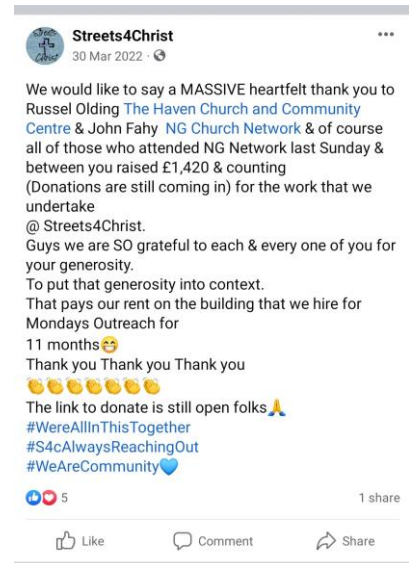 Streets4Christ
30 Mar 2022 ·
We would like to say a MASSIVE heartfelt thank you to
Russel Olding The Haven Church and Community
Centre & John Fahy  NG Church Network & of course
all of those who attended NG Network last Sunday &
between you raised £1,420 & counting
(Donations are still coming in) for the work that we
undertake
@ Streets4Christ.
Guys we are SO grateful to each & every one of you for
your generosity.
To put that generosity into context.
That pays our rent on the building that we hire for
Mondays Outreach for
11 months😁
Thank you Thank you Thank you
👏👏👏👏👏👏👏
The link to donate is still open folks🙏
#WereAllInThisTogether
#S4cAlwaysReachingOut
#WeAreCommunity💙
5
1 share
Like
Comment
Share